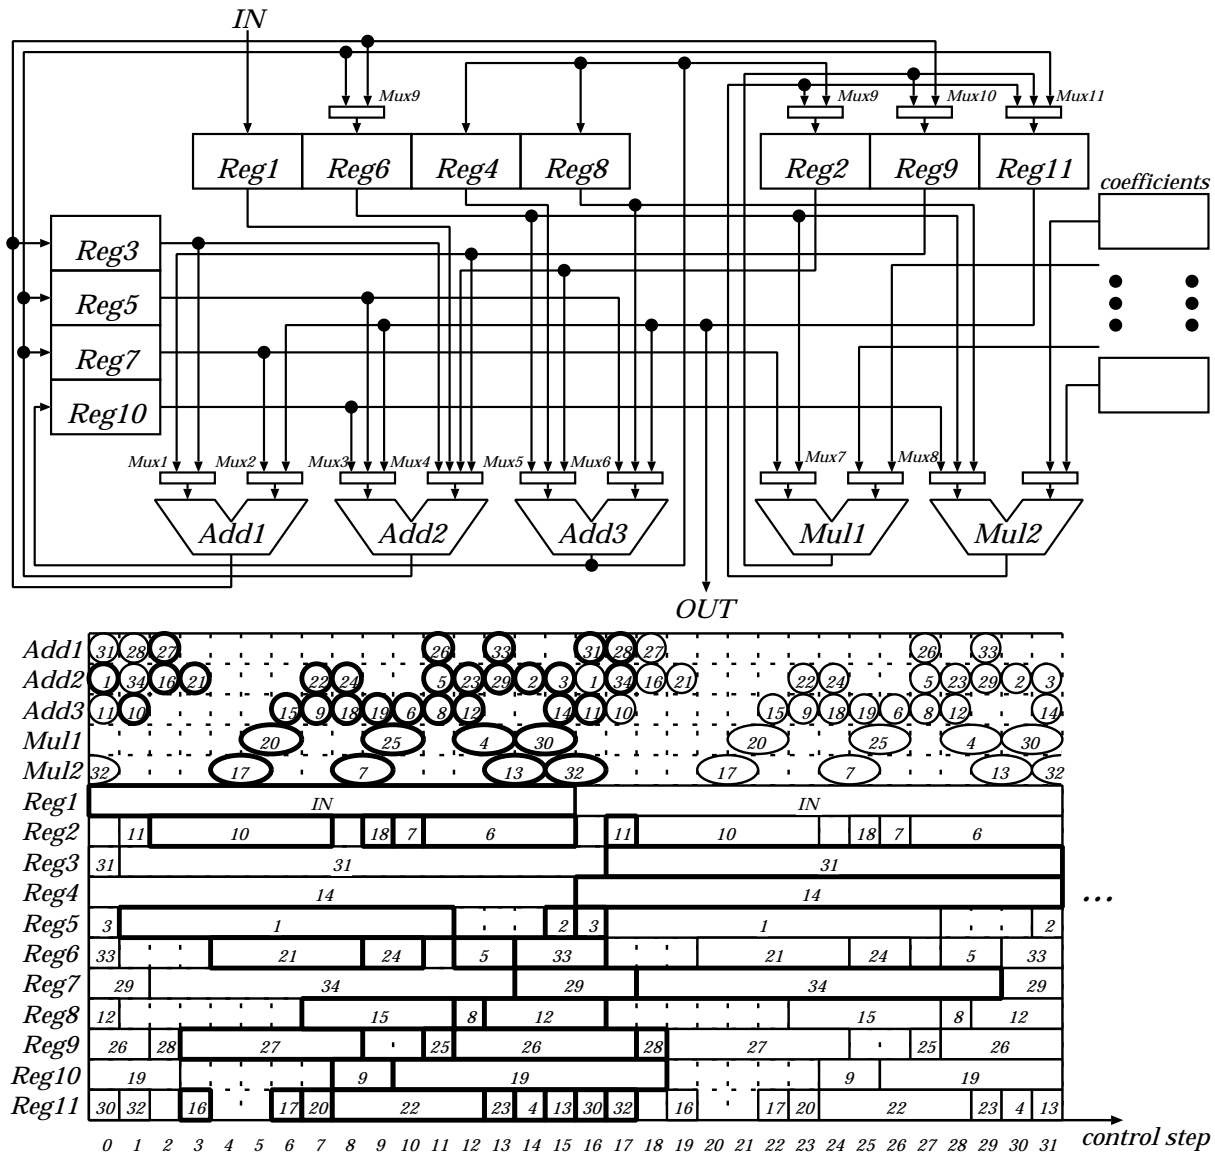 IN
Mux9 Mux9 Mux10 Mux11
Reg1 Reg6 Reg4 Reg8 Reg2 Reg9 Reg11
coefficients
Reg3
Reg5
Reg7
Reg10
Mux1 Mux2 Mux3 Mux4 Mux5 Mux6 Mux7 Mux8
Add1 Add2 Add3 Mul1 Mul2
OUT
Add1 31 28 27 26 33 31 28 27 26 33
Add2 1 34 16 21 22 24 5 23 29 2 3 1 34 16 21 22 24 5 23 29 2 3
Add3 11 10 15 9 18 19 6 8 12 14 11 10 15 9 18 19 6 8 12 14
Mul1 20 25 4 30 20 25 4 30
Mul2 32 17 7 13 32 17 7 13 32
Reg1 IN IN
Reg2 11 10 18 7 6 11 10 18 7 6
Reg3 31 31 31
Reg4 14 14 ...
Reg5 3 1 2 3 1 2
Reg6 33 21 24 5 33 21 24 5 33
Reg7 29 34 29 34 29
Reg8 12 15 8 12 15 8 12
Reg9 26 28 27 25 26 28 27 25 26
Reg10 19 9 19 9 19
Reg11 30 32 16 17 20 22 23 4 13 30 32 16 17 20 22 23 4 13
0 1 2 3 4 5 6 7 8 9 10 11 12 13 14 15 16 17 18 19 20 21 22 23 24 25 26 27 28 29 30 31 control step